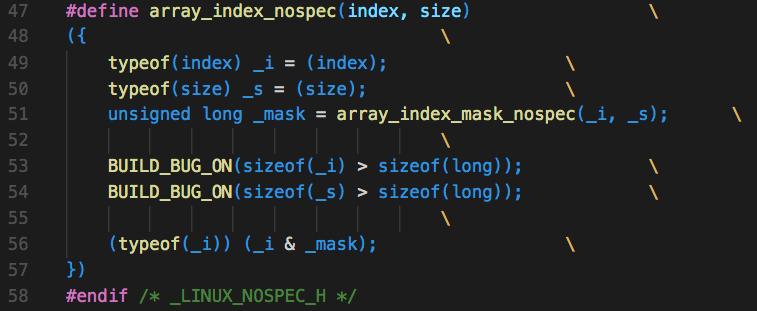 47 #define array_index_nospec(index, size) \
48 ({ \
49 typeof(index) _i = (index); \
50 typeof(size) _s = (size); \
51 unsigned long _mask = array_index_mask_nospec(_i, _s); \
52 \
53 BUILD_BUG_ON(sizeof(_i) > sizeof(long)); \
54 BUILD_BUG_ON(sizeof(_s) > sizeof(long)); \
55 \
56 (typeof(_i)) (_i & _mask); \
57 })
58 #endif /* _LINUX_NOSPEC_H */